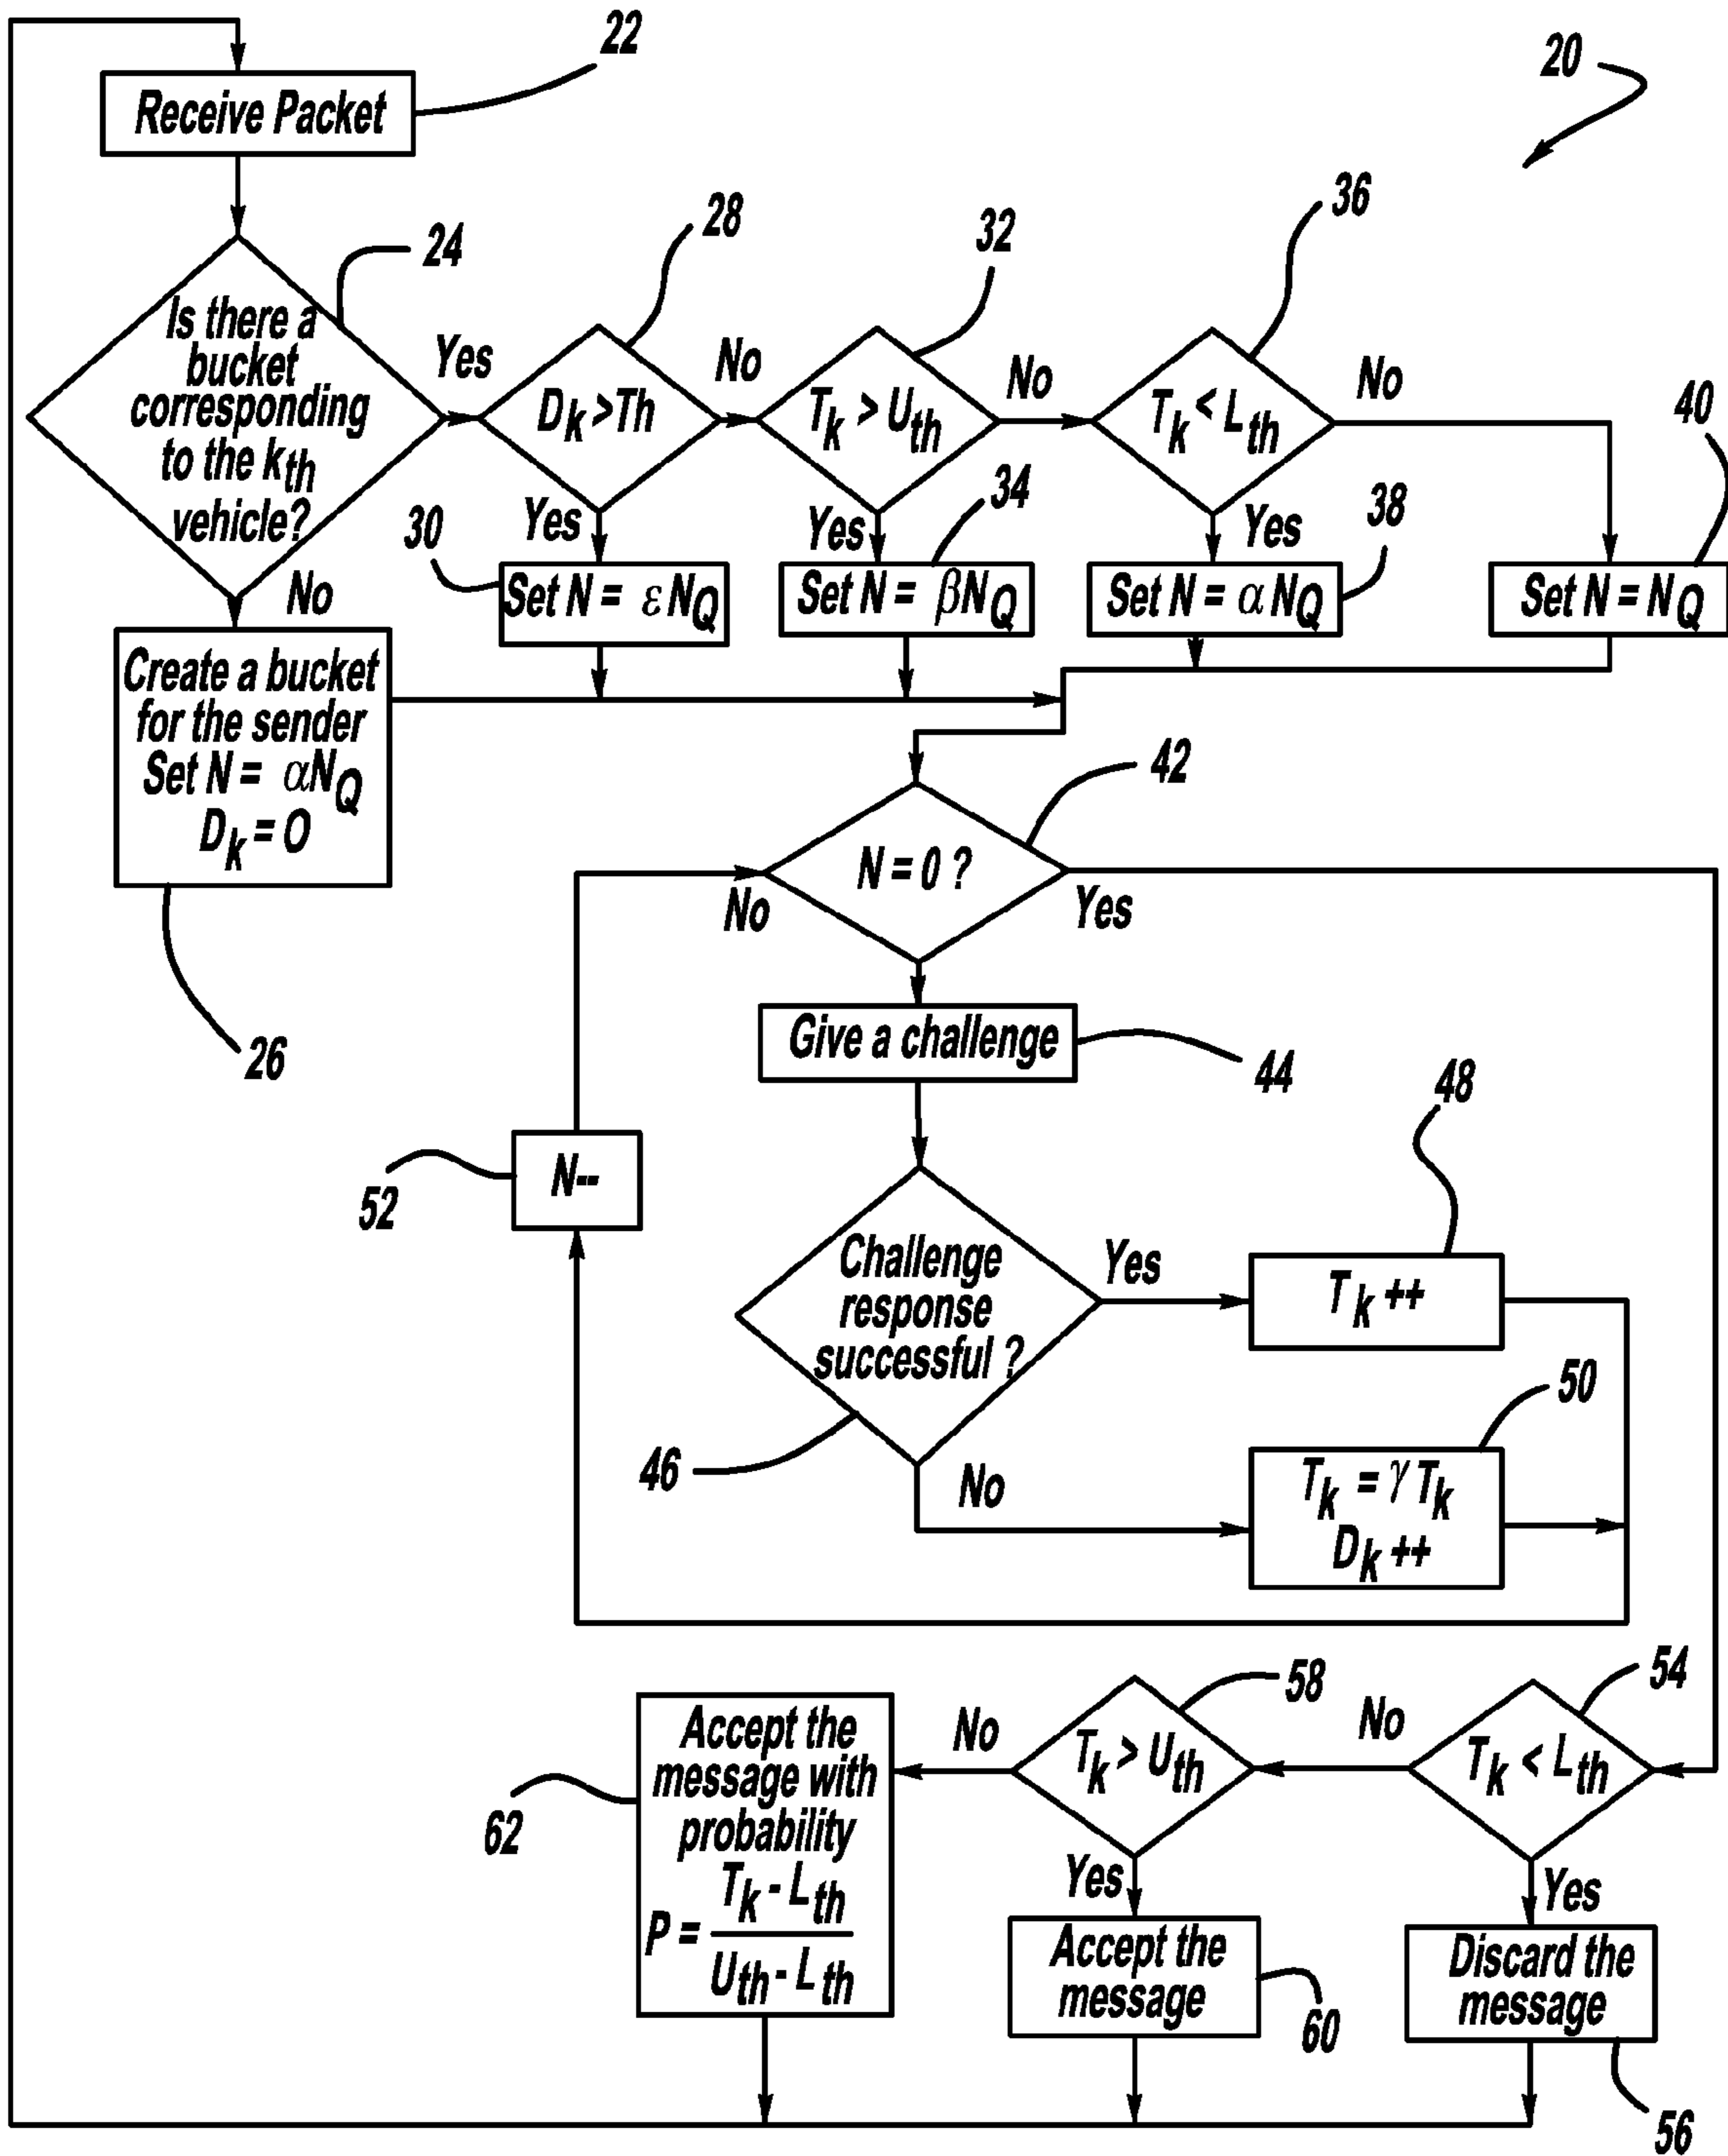 22
20
Receive Packet
24
28
32
36
Is there a
bucket
corresponding
to the kth
vehicle?
Yes
Dk > Th
No
Tk > Uth
No
Tk < Lth
No
40
30
Yes
Yes
34
Yes
38
No
Set N = εNQ
Set N = βNQ
Set N = αNQ
Set N = NQ
Create a bucket
for the sender
Set N = αNQ
Dk = 0
26
42
N = 0 ?
No
Yes
Give a challenge
44
48
52
N--
Challenge
response
successful ?
Yes
Tk ++
46
No
50
Tk = γ Tk
Dk ++
58
54
Accept the
message with
probability
P = Tk - Lth
Uth - Lth
62
No
Tk > Uth
No
Tk < Lth
Yes
Yes
Accept the
message
60
Discard the
message
56